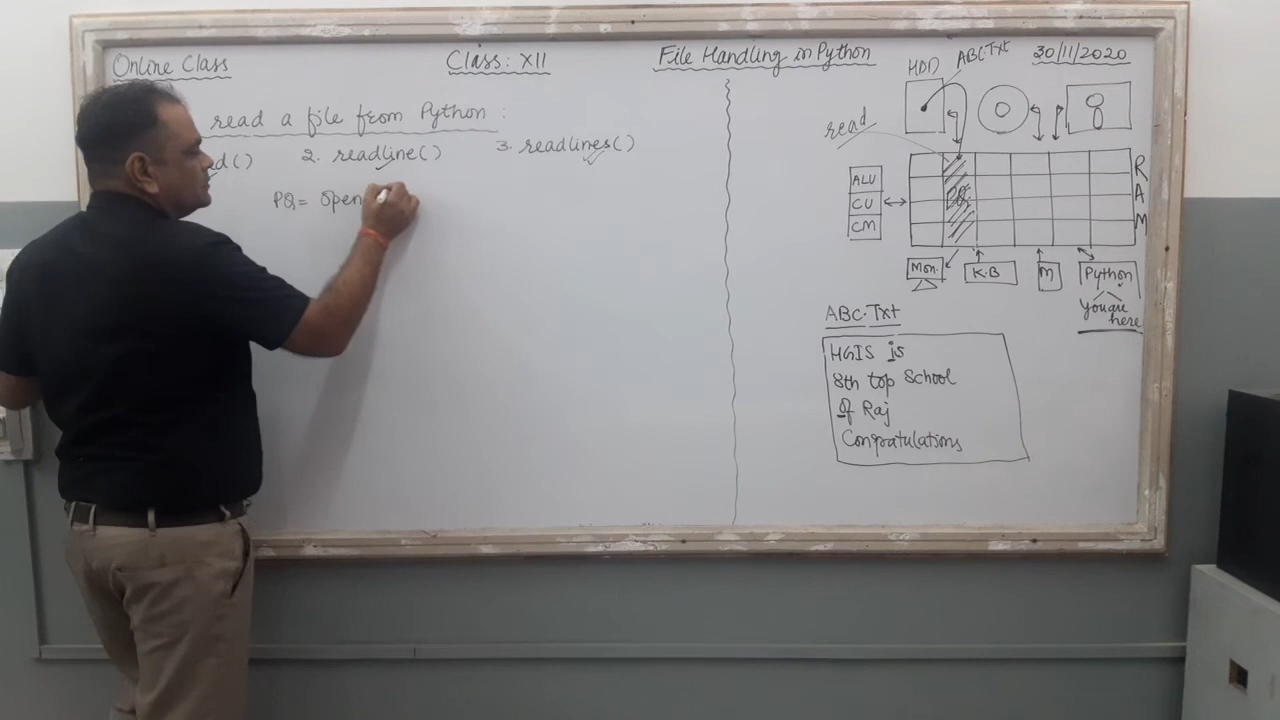 Online Class
Class: XII
File Handling in Python
30/11/2020
read a file from Python:
2. readline()
3. readlines()
PQ= open
HDD
ABC.Txt
read
ALU
CU
CM
PQ
RAM
Mon.
K.B
M
Python
You are
here
ABC.Txt
HGIS is
8th top School
of Raj
Congratulations